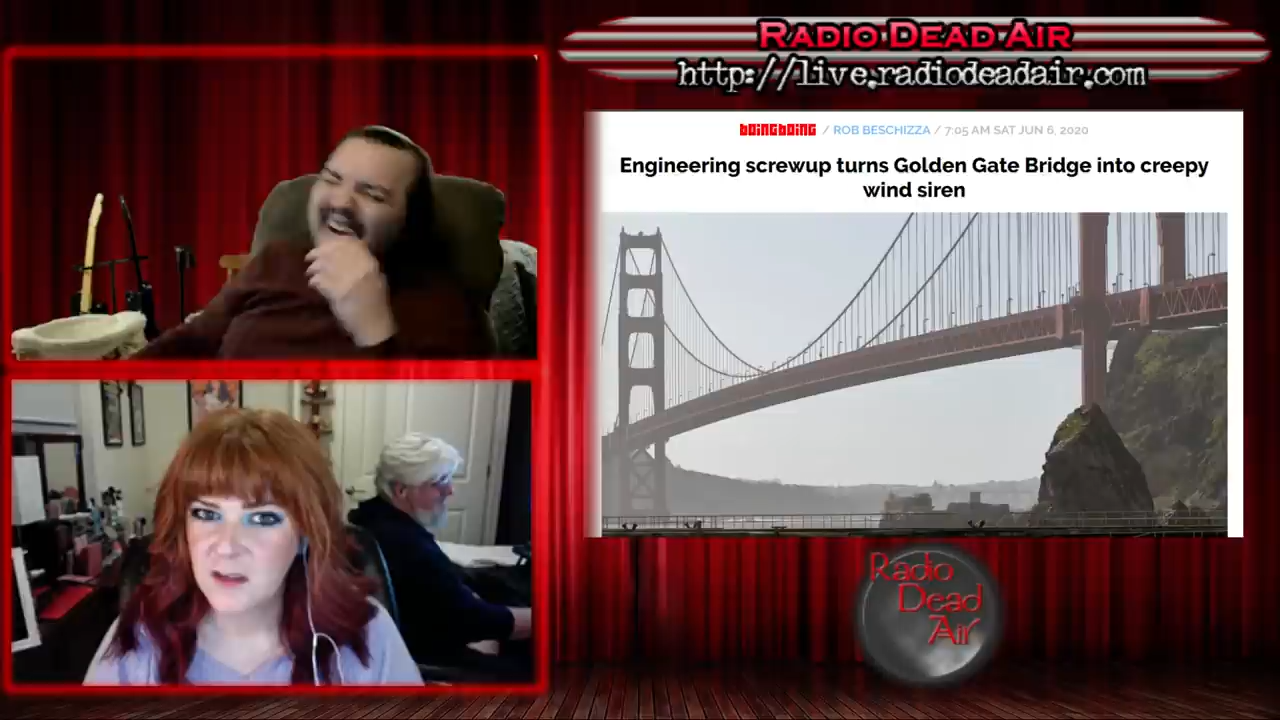 RADIO DEAD AIR
http://live.radiodeadair.com
boingboing / ROB BESCHIZZA / 7:05 AM SAT JUN 6, 2020
Engineering screwup turns Golden Gate Bridge into creepy
wind siren
Radio
Dead
Air